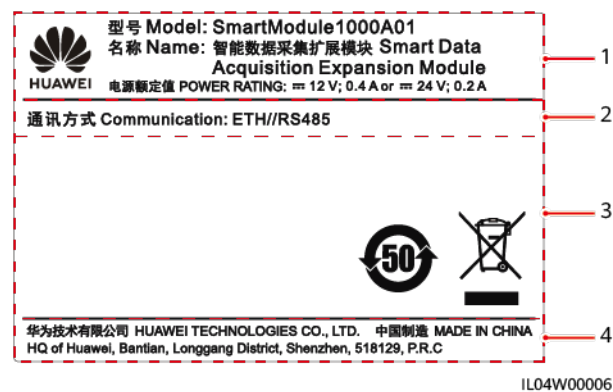 HUAWEI
型号 Model: SmartModule1000A01
名称 Name: 智能数据采集扩展模块 Smart Data
Acquisition Expansion Module
电源额定值 POWER RATING: ⎓ 12 V; 0.4 A or ⎓ 24 V; 0.2 A
1
通讯方式 Communication: ETH//RS485
2
3
50
华为技术有限公司 HUAWEI TECHNOLOGIES CO., LTD. 中国制造 MADE IN CHINA
HQ of Huawei, Bantian, Longgang District, Shenzhen, 518129, P.R.C
4
IL04W00006